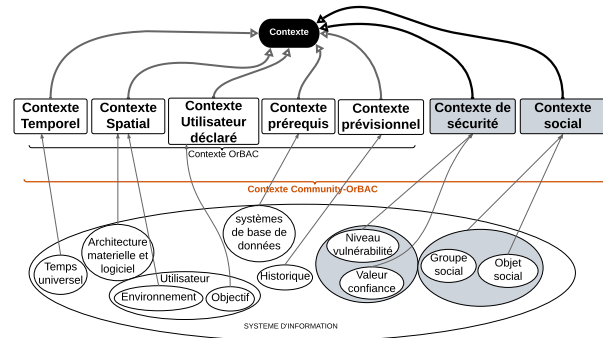 Contexte
Contexte
Temporel
Contexte
Spatial
Contexte
Utilisateur
déclaré
Contexte
prérequis
Contexte
prévisionnel
Contexte de
sécurité
Contexte
social
Contexte OrBAC
Contexte Community-OrBAC
systèmes
de base de
données
Architecture
materielle et
logiciel
Niveau
vulnérabilité
Groupe
social
Objet
social
Temps
universel
Utilisateur
Historique
Valeur
confiance
Environnement
Objectif
SYSTEME D'INFORMATION